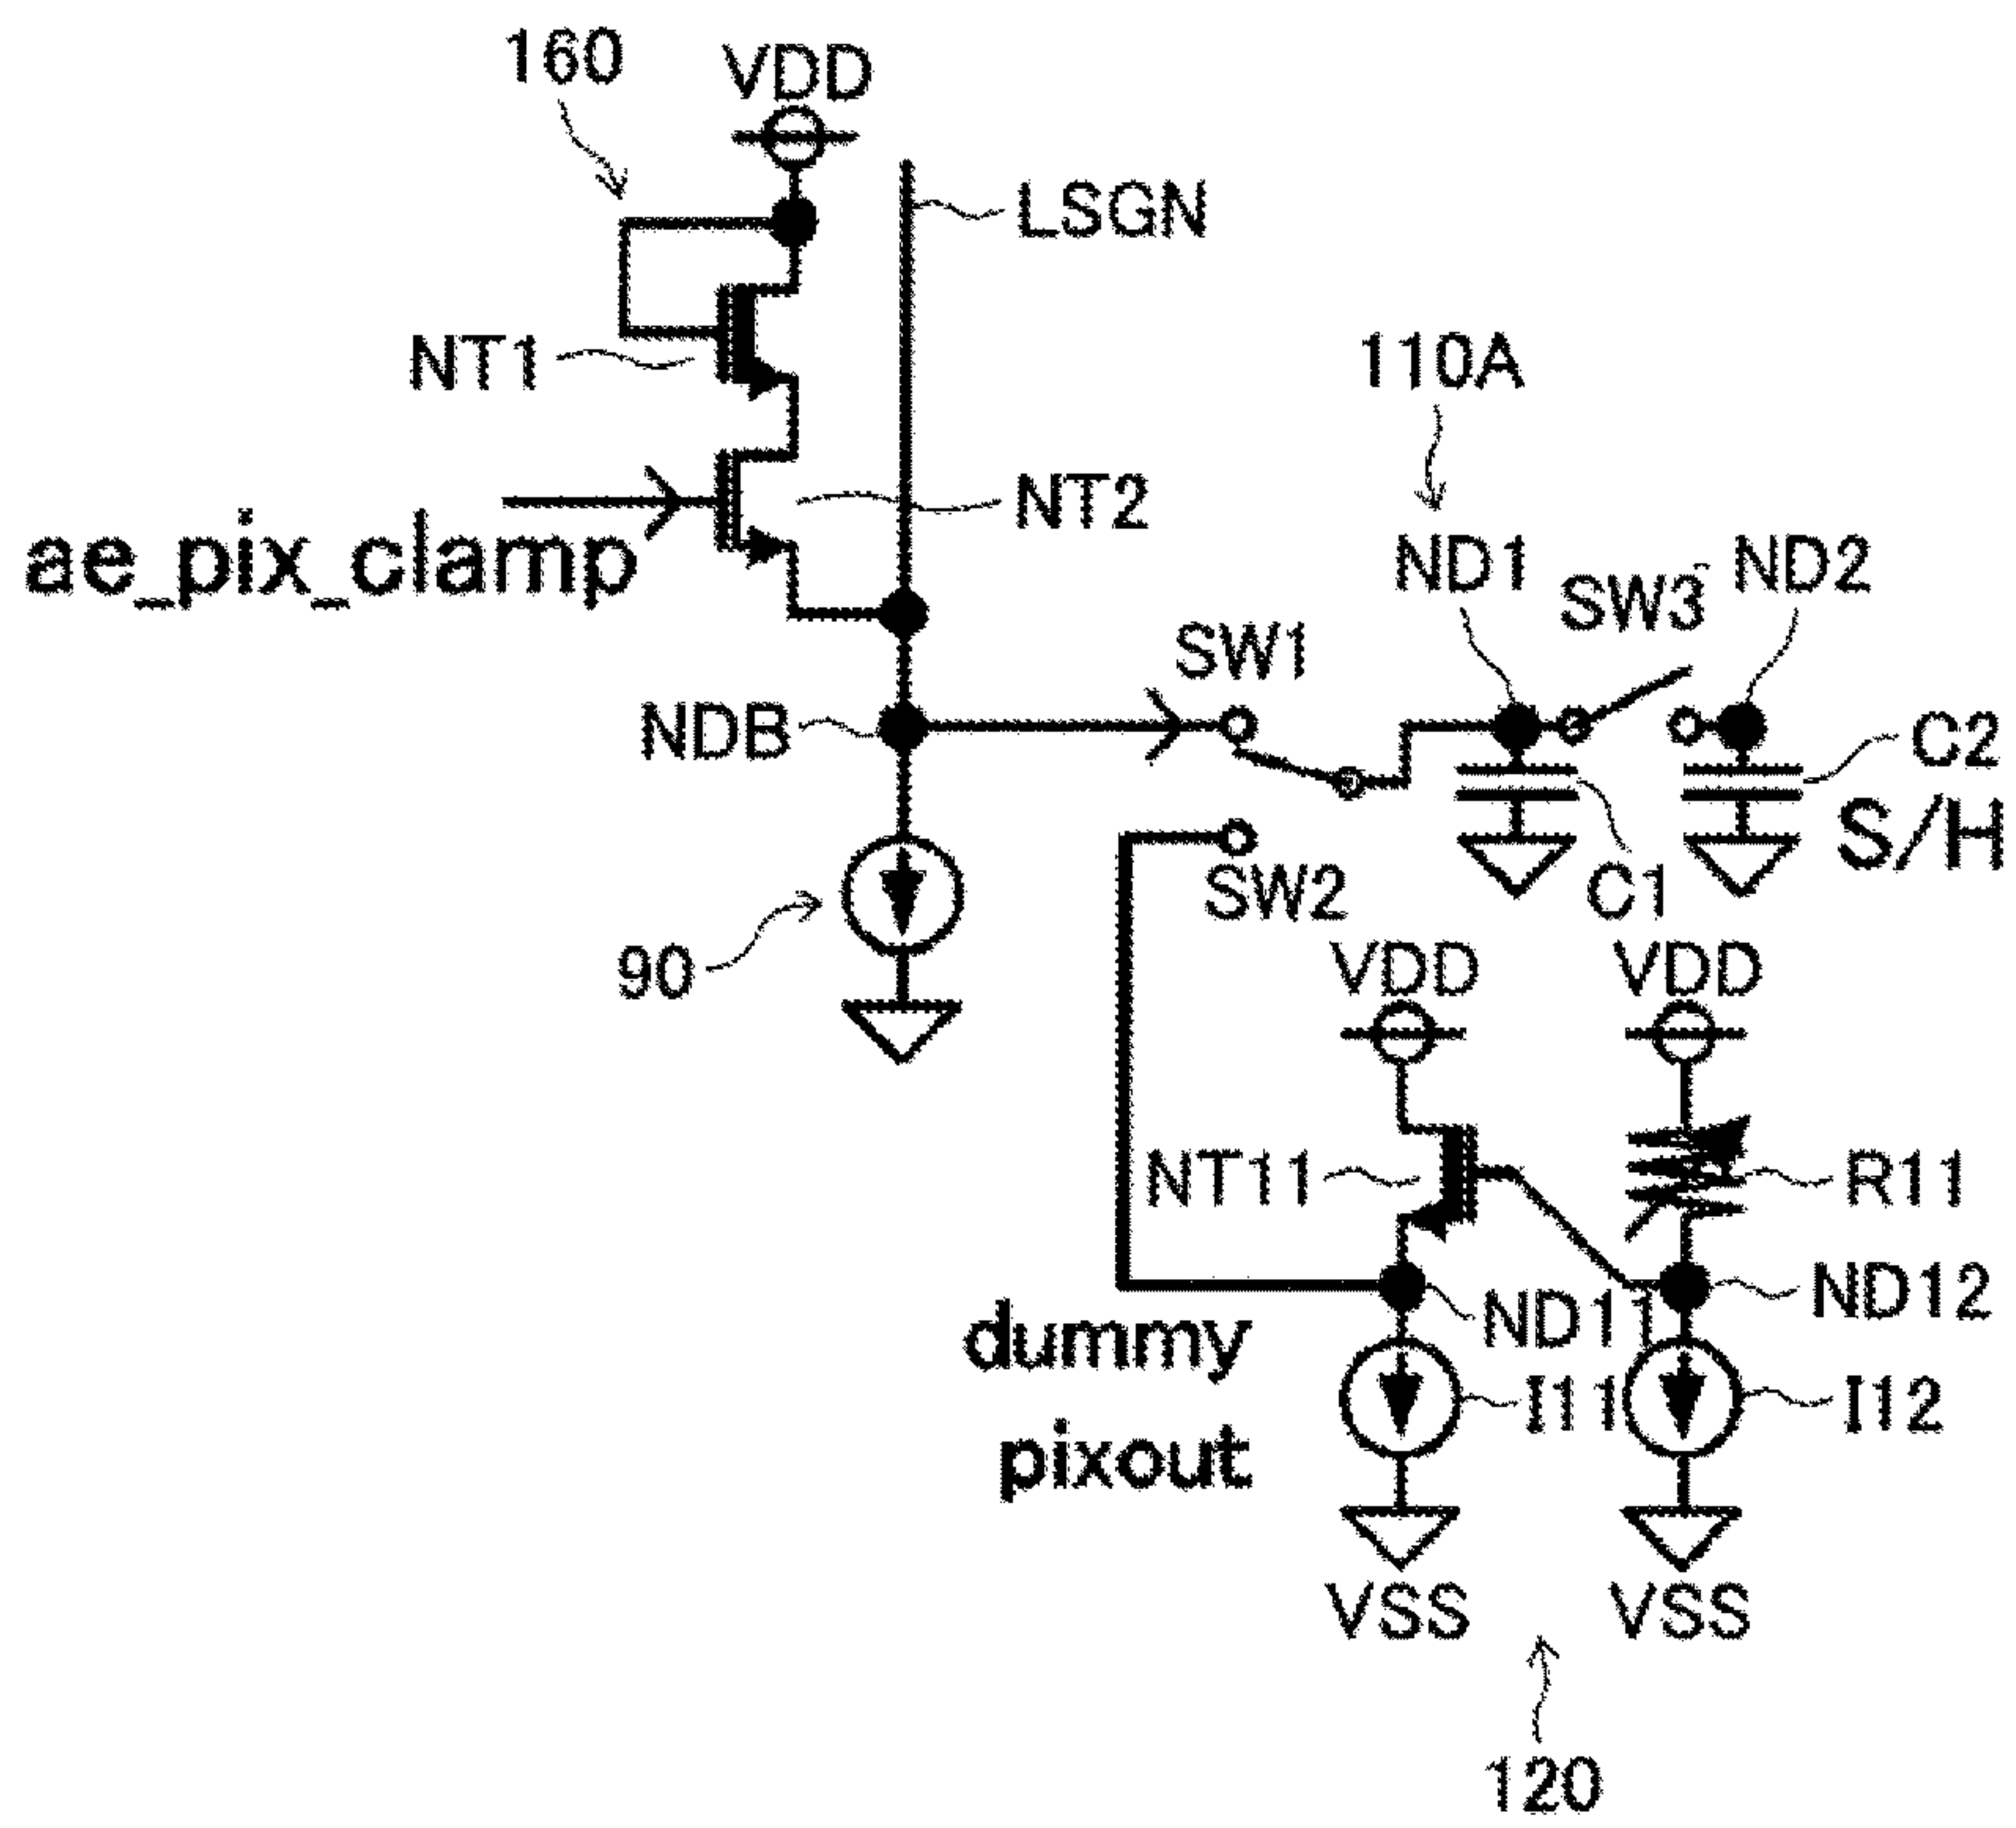 160
VDD
LSGN
NT1
110A
NT2
ae_pix_clamp
ND1
SW3
ND2
SW1
NDB
C2
S/H
SW2
C1
90
VDD
VDD
NT11
R11
ND11
ND12
dummy
pixout
I11
I12
VSS
VSS
120